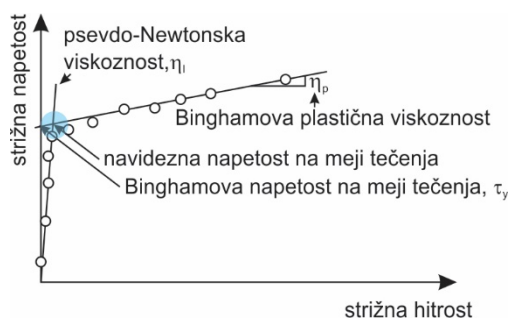 strižna napetost
psevdo-Newtonska
viskoznost,ηl
ηp
Binghamova plastična viskoznost
navidezna napetost na meji tečenja
Binghamova napetost na meji tečenja, τy
strižna hitrost